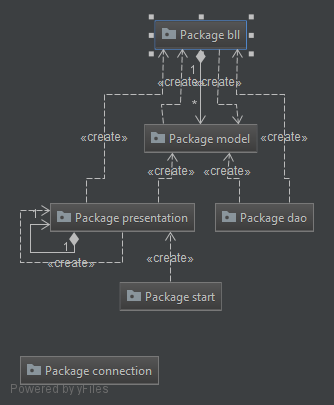 Package bll
1
«create»
«create»
*
«create»
Package model
«create»
«create»
«create»
1
Package presentation
Package dao
1
«create»
«create»
Package start
Package connection
Powered by yFiles